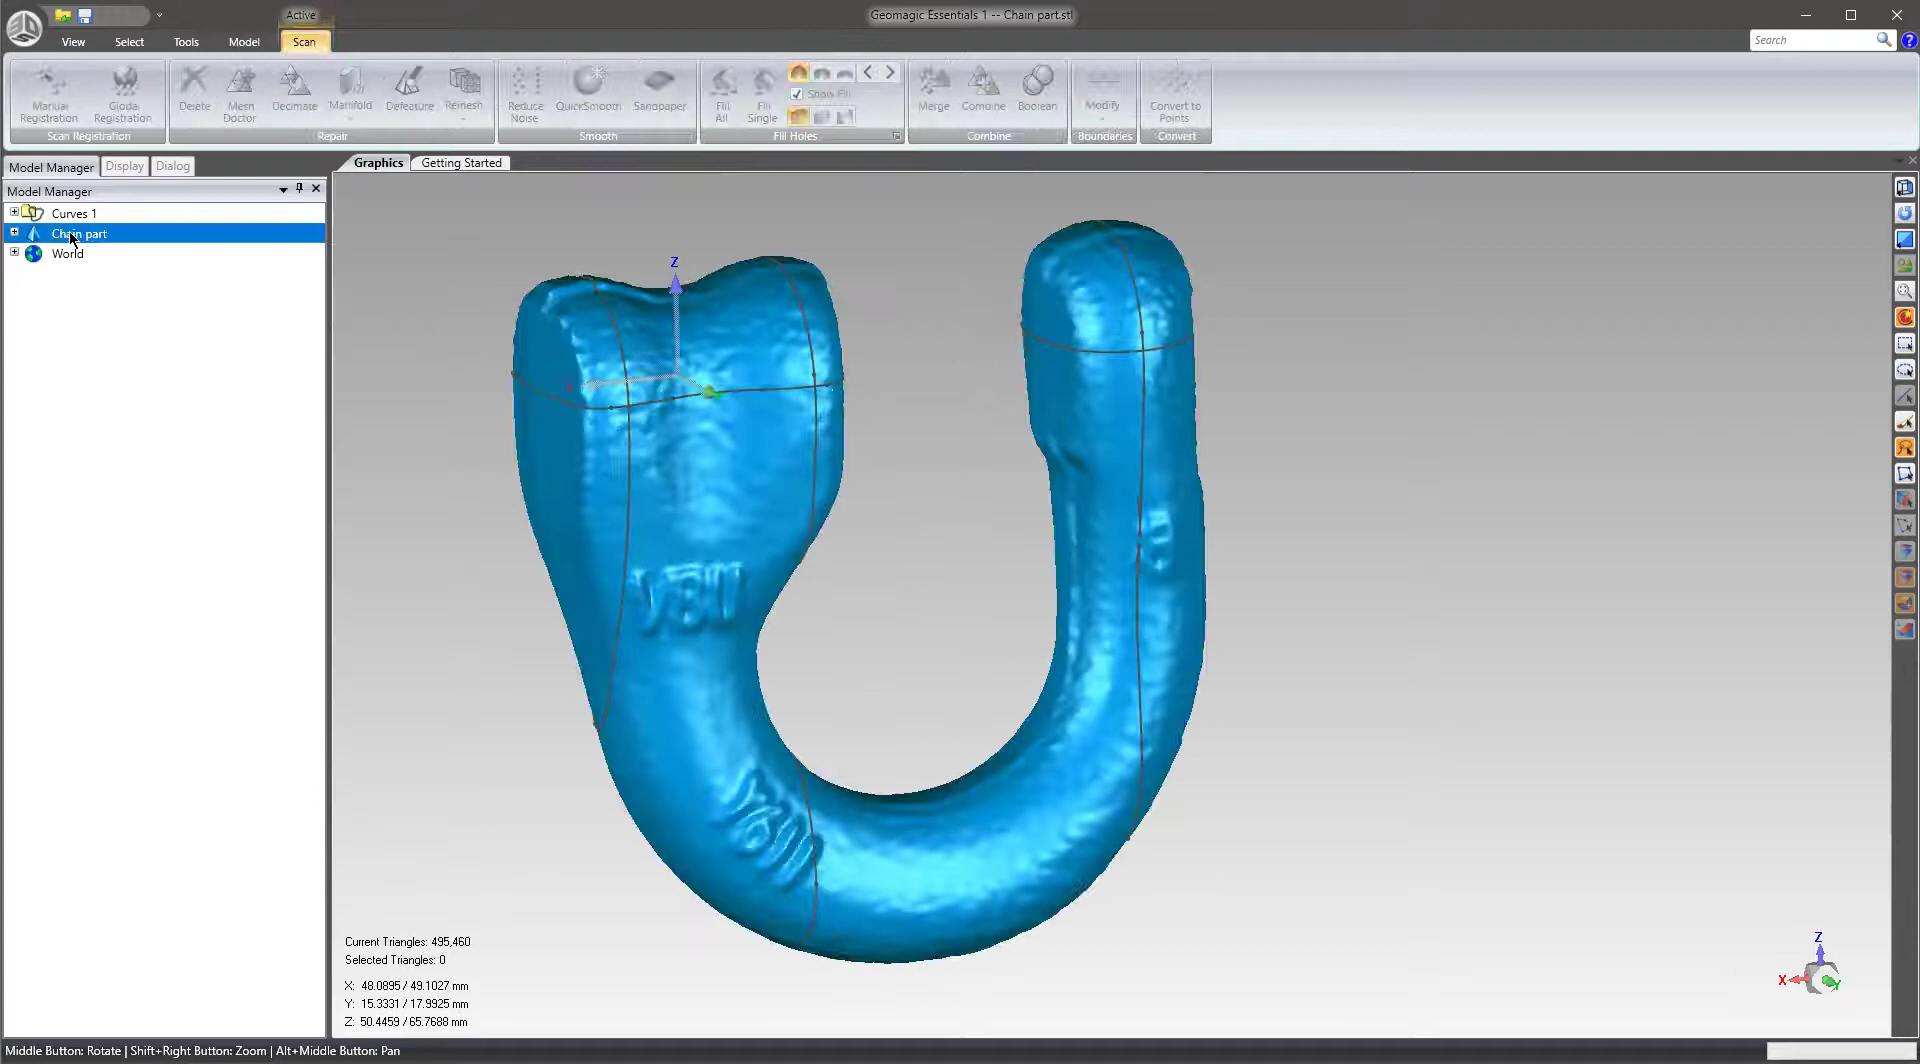 Active
Geomagic Essentials 1 -- Chain part.stl
View Select Tools Model Scan
Search
Manual Registration
Global Registration
Scan Registration
Delete
Mesh Doctor
Decimate
Manifold
Defeature
Remesh
Repair
Reduce Noise
QuickSmooth
Sandpaper
Smooth
Fill All
Fill Single
Show Fill
Fill Holes
Merge
Combine
Boolean
Combine
Modify
Boundaries
Convert to Points
Convert
Model Manager Display Dialog
Graphics Getting Started
Model Manager
Curves 1
Chain part
World
Z
X
Current Triangles: 495,460
Selected Triangles: 0
X: 48.0895 / 49.1027 mm
Y: 15.3331 / 17.9925 mm
Z: 50.4459 / 65.7688 mm
Z
X
Y
Middle Button: Rotate | Shift+Right Button: Zoom | Alt+Middle Button: Pan